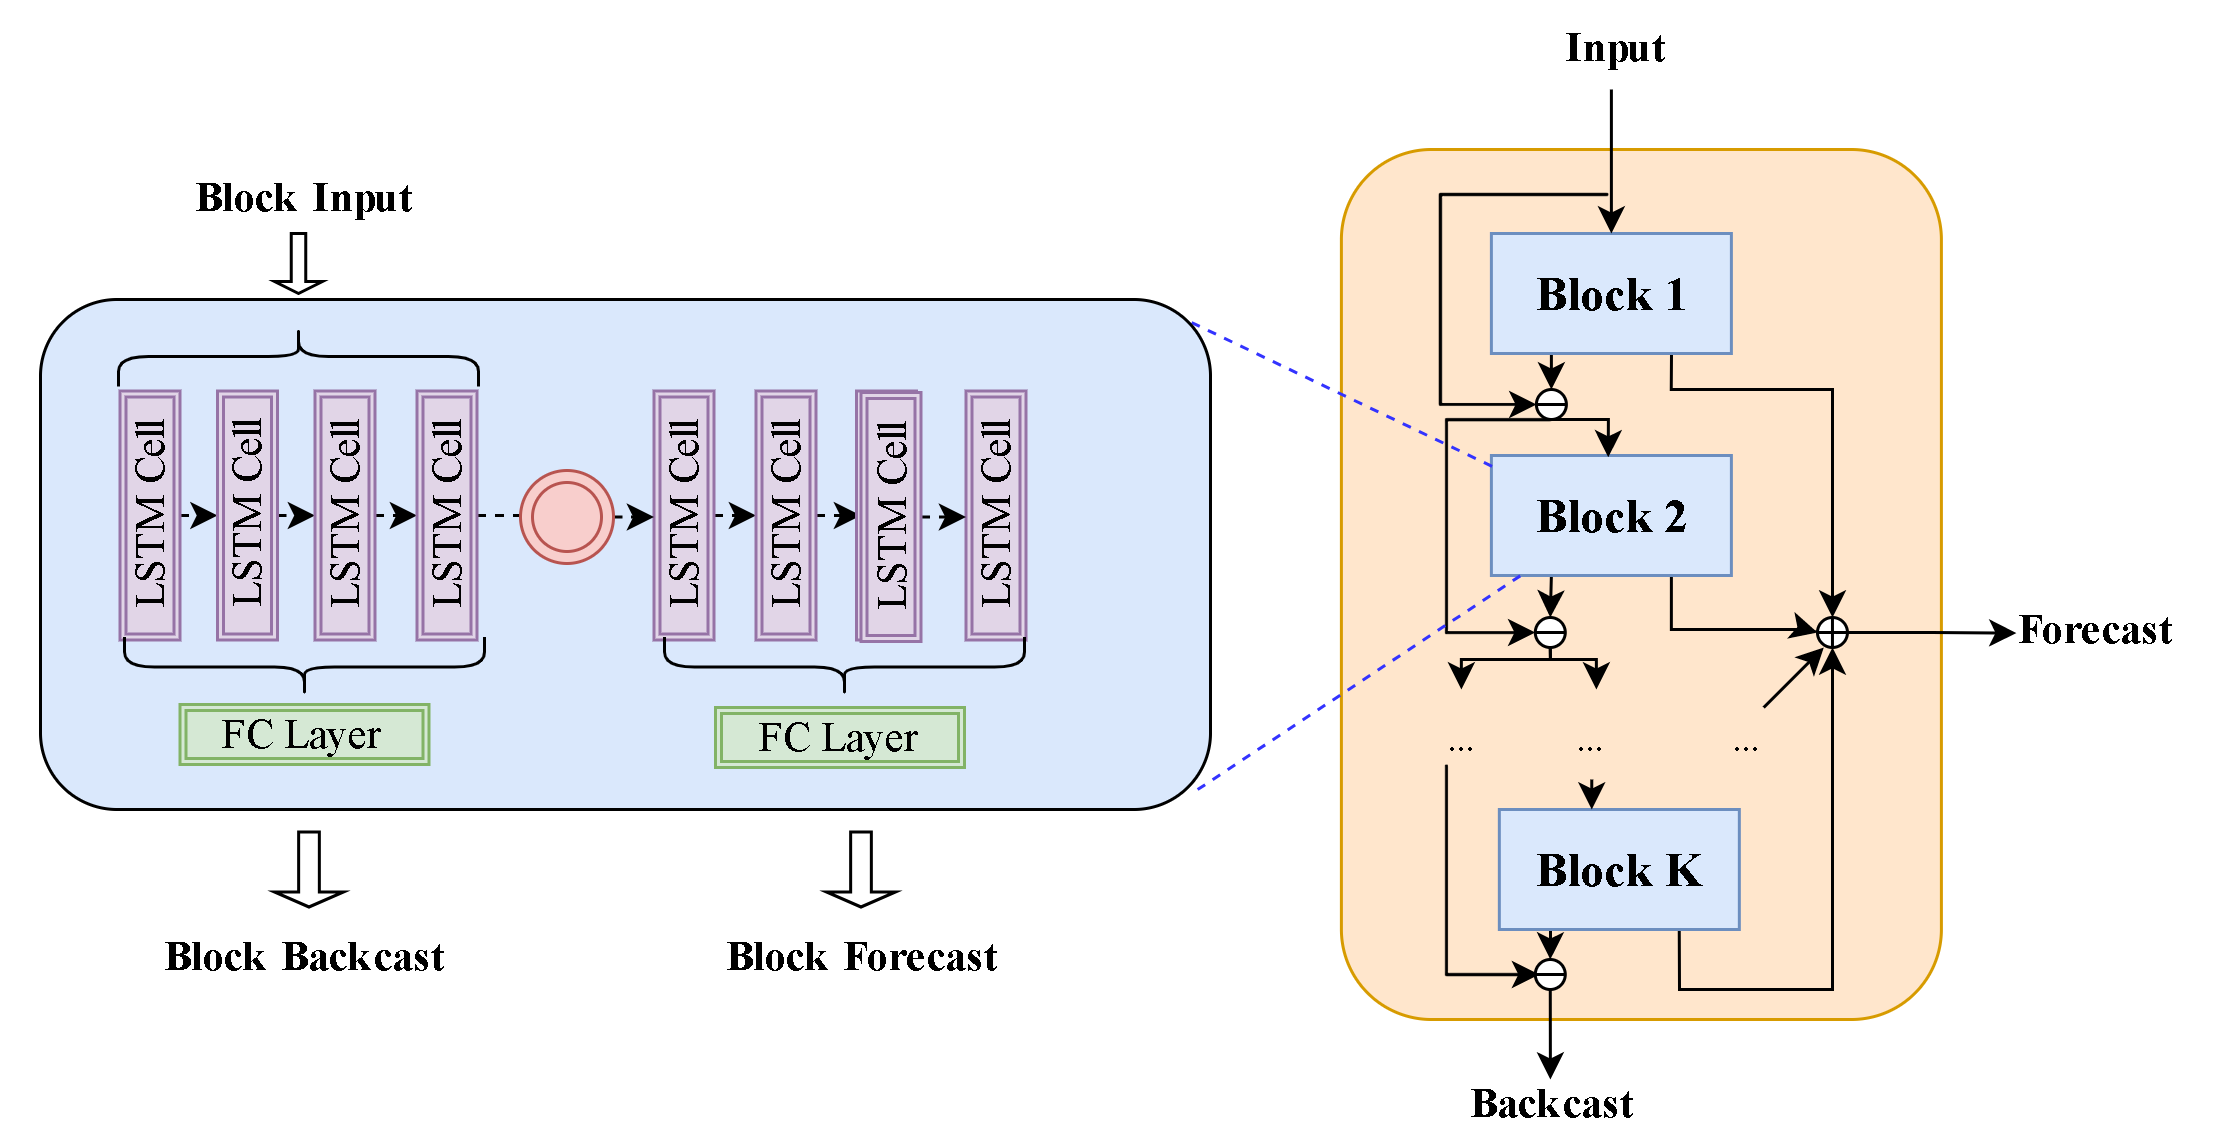 Input
Block Input
Block 1
LSTM Cell
LSTM Cell
LSTM Cell
LSTM Cell
LSTM Cell
LSTM Cell
LSTM Cell
LSTM Cell
Block 2
Forecast
FC Layer
FC Layer
...
...
...
Block K
Block Backcast
Block Forecast
Backcast